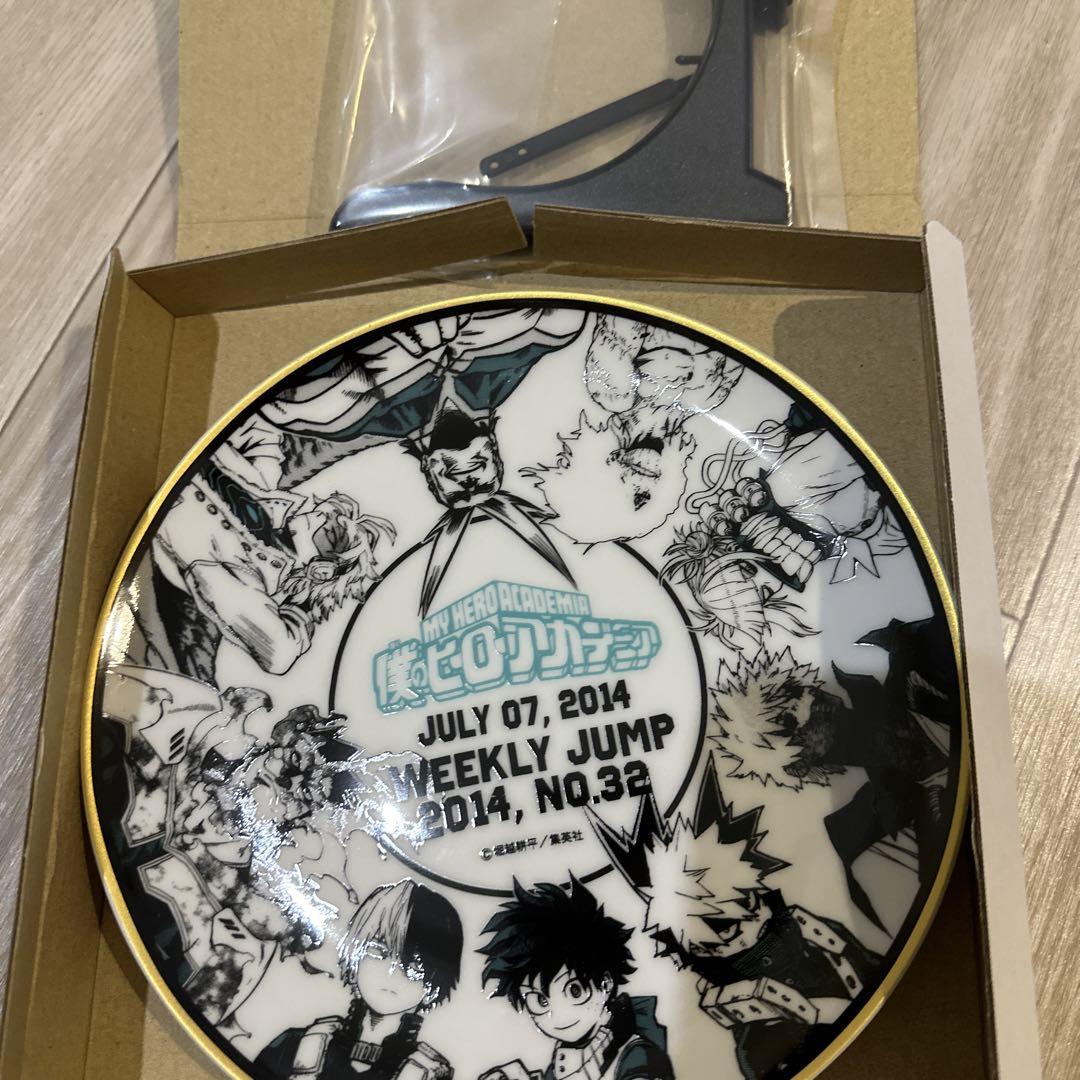 MY HERO ACADEMIA
僕のヒーローアカデミア
JULY 07, 2014
WEEKLY JUMP
2014, NO.32
©堀越耕平／集英社